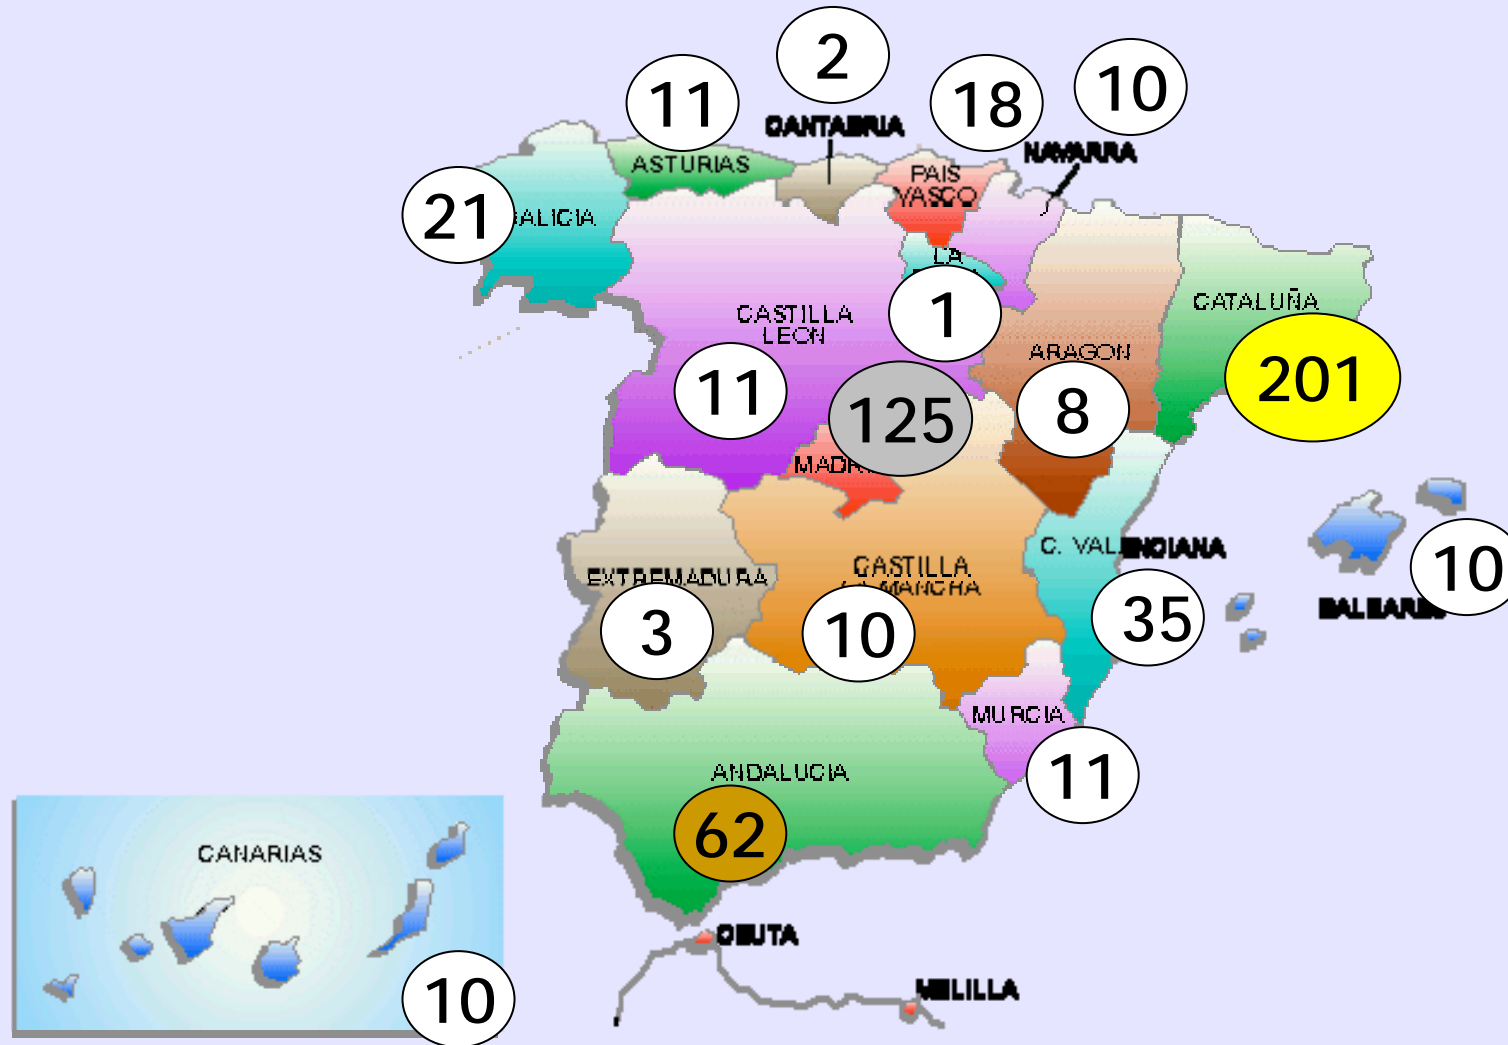 2
10
11
18
CANTABRIA
NAVARRA
ASTURIAS
PAIS
VASCO
21
ALICIA
LA
1
CATALUÑA
CASTILLA
LEON
ARAGON
201
11
125
8
MADR
C. VALENCIANA
10
CASTILLA
LA MANCHA
EXTREMADURA
BALEARES
35
3
10
MURCIA
11
ANDALUCIA
62
CANARIAS
CEUTA
10
MELILLA